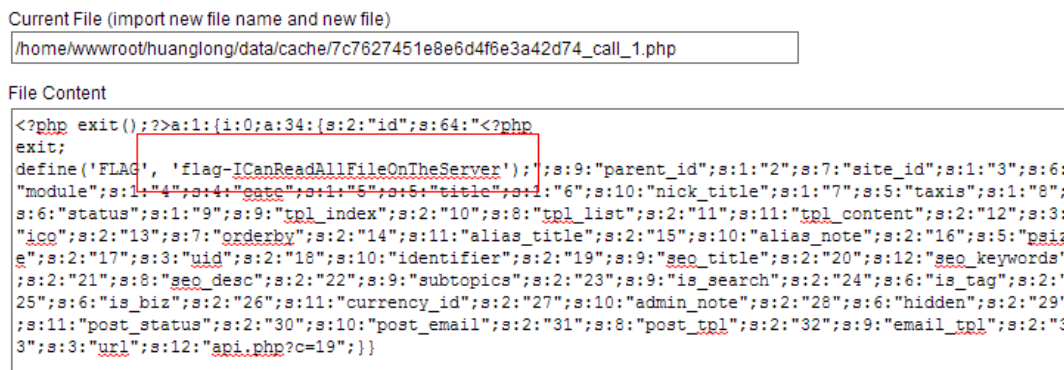 Current File (import new file name and new file)
/home/wwwroot/huanglong/data/cache/7c7627451e8e6d4f6e3a42d74_call_1.php
File Content
<?php exit();?>a:1:{i:0;a:34:{s:2:"id";s:64:"<?php
exit;
define('FLAG', 'flag-ICanReadAllFileOnTheServer');";s:9:"parent_id";s:1:"2";s:7:"site_id";s:1:"3";s:6:
"module";s:1:"4";s:4:"cate";s:1:"5";s:5:"title";s:1:"6";s:10:"nick_title";s:1:"7";s:5:"taxis";s:1:"8";
s:6:"status";s:1:"9";s:9:"tpl_index";s:2:"10";s:8:"tpl_list";s:2:"11";s:11:"tpl_content";s:2:"12";s:3:
"ico";s:2:"13";s:7:"orderby";s:2:"14";s:11:"alias_title";s:2:"15";s:10:"alias_note";s:2:"16";s:5:"psiz
e";s:2:"17";s:3:"uid";s:2:"18";s:10:"identifier";s:2:"19";s:9:"seo_title";s:2:"20";s:12:"seo_keywords"
;s:2:"21";s:8:"seo_desc";s:2:"22";s:9:"subtopics";s:2:"23";s:9:"is_search";s:2:"24";s:6:"is_tag";s:2:"
25";s:6:"is_biz";s:2:"26";s:11:"currency_id";s:2:"27";s:10:"admin_note";s:2:"28";s:6:"hidden";s:2:"29"
;s:11:"post_status";s:2:"30";s:10:"post_email";s:2:"31";s:8:"post_tpl";s:2:"32";s:9:"email_tpl";s:2:"3
3";s:3:"url";s:12:"api.php?c=19";}}